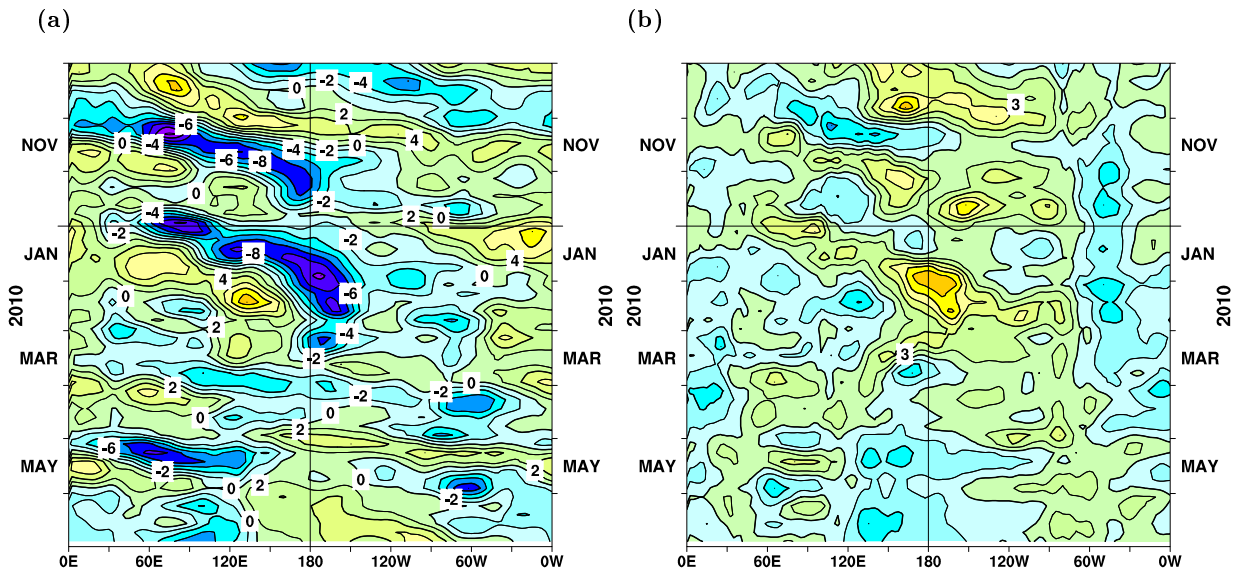 (a) (b)
0 -2 -4
2
3
-6
NOV 0 -4 -4 -2 0 4 NOV NOV
-6 -8
0 -2
-4 2 0
-2 -2
JAN -8 4 JAN JAN JAN
4 0
0 -6
2010 2010 2010 2010
2 -4
MAR -2 MAR MAR 3 MAR
2 -2 -2 0
0 0
2
-6
MAY -2 MAY MAY MAY
2
0 2 0 -2
0
0E 60E 120E 180 120W 60W 0W 0E 60E 120E 180 120W 60W 0W